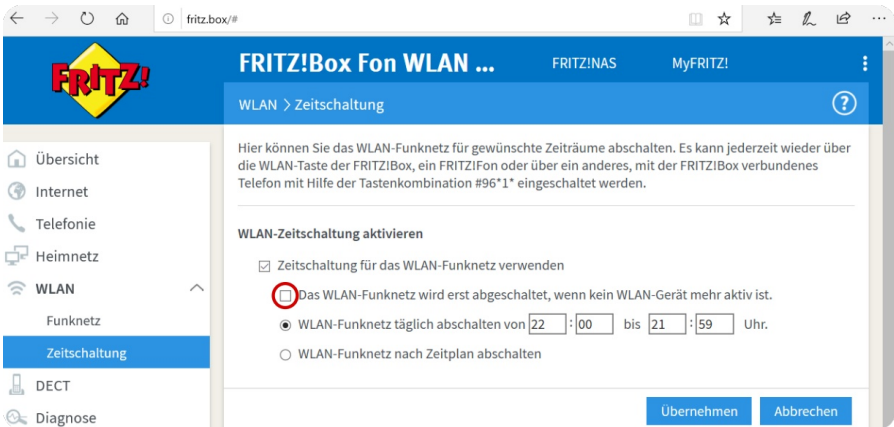 fritz.box/#
FRITZ!
FRITZ!Box Fon WLAN ...
FRITZ!NAS
MyFRITZ!
WLAN > Zeitschaltung
?
Übersicht
Internet
Telefonie
Heimnetz
WLAN
Funknetz
Zeitschaltung
DECT
Diagnose
Hier können Sie das WLAN-Funknetz für gewünschte Zeiträume abschalten. Es kann jederzeit wieder über
die WLAN-Taste der FRITZ!Box, ein FRITZ!Fon oder über ein anderes, mit der FRITZ!Box verbundenes
Telefon mit Hilfe der Tastenkombination #96*1* eingeschaltet werden.
WLAN-Zeitschaltung aktivieren
Zeitschaltung für das WLAN-Funknetz verwenden
Das WLAN-Funknetz wird erst abgeschaltet, wenn kein WLAN-Gerät mehr aktiv ist.
WLAN-Funknetz täglich abschalten von 22 : 00 bis 21 : 59 Uhr.
WLAN-Funknetz nach Zeitplan abschalten
Übernehmen
Abbrechen